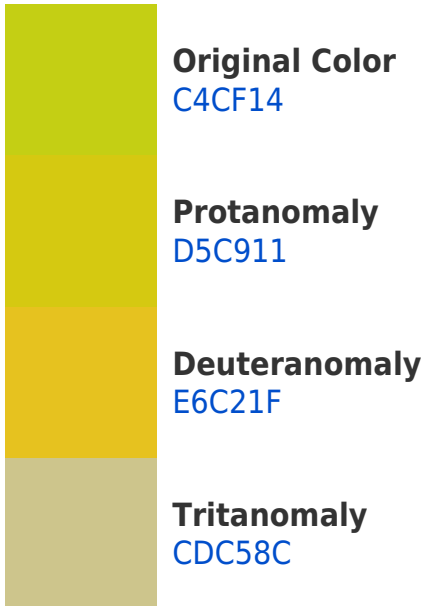 Original Color
C4CF14
Protanomaly
D5C911
Deuteranomaly
E6C21F
Tritanomaly
CDC58C